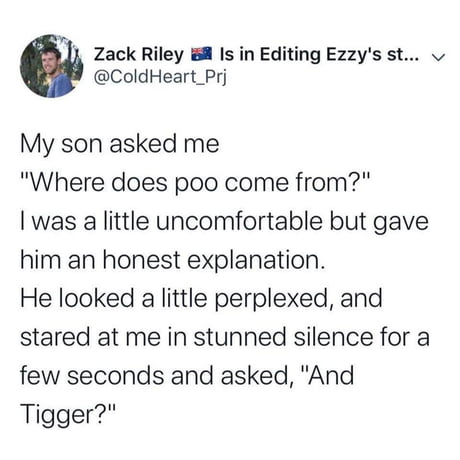 Zack Riley 🇦🇺 Is in Editing Ezzy's st...
@ColdHeart_Prj
My son asked me
"Where does poo come from?"
I was a little uncomfortable but gave
him an honest explanation.
He looked a little perplexed, and
stared at me in stunned silence for a
few seconds and asked, "And
Tigger?"